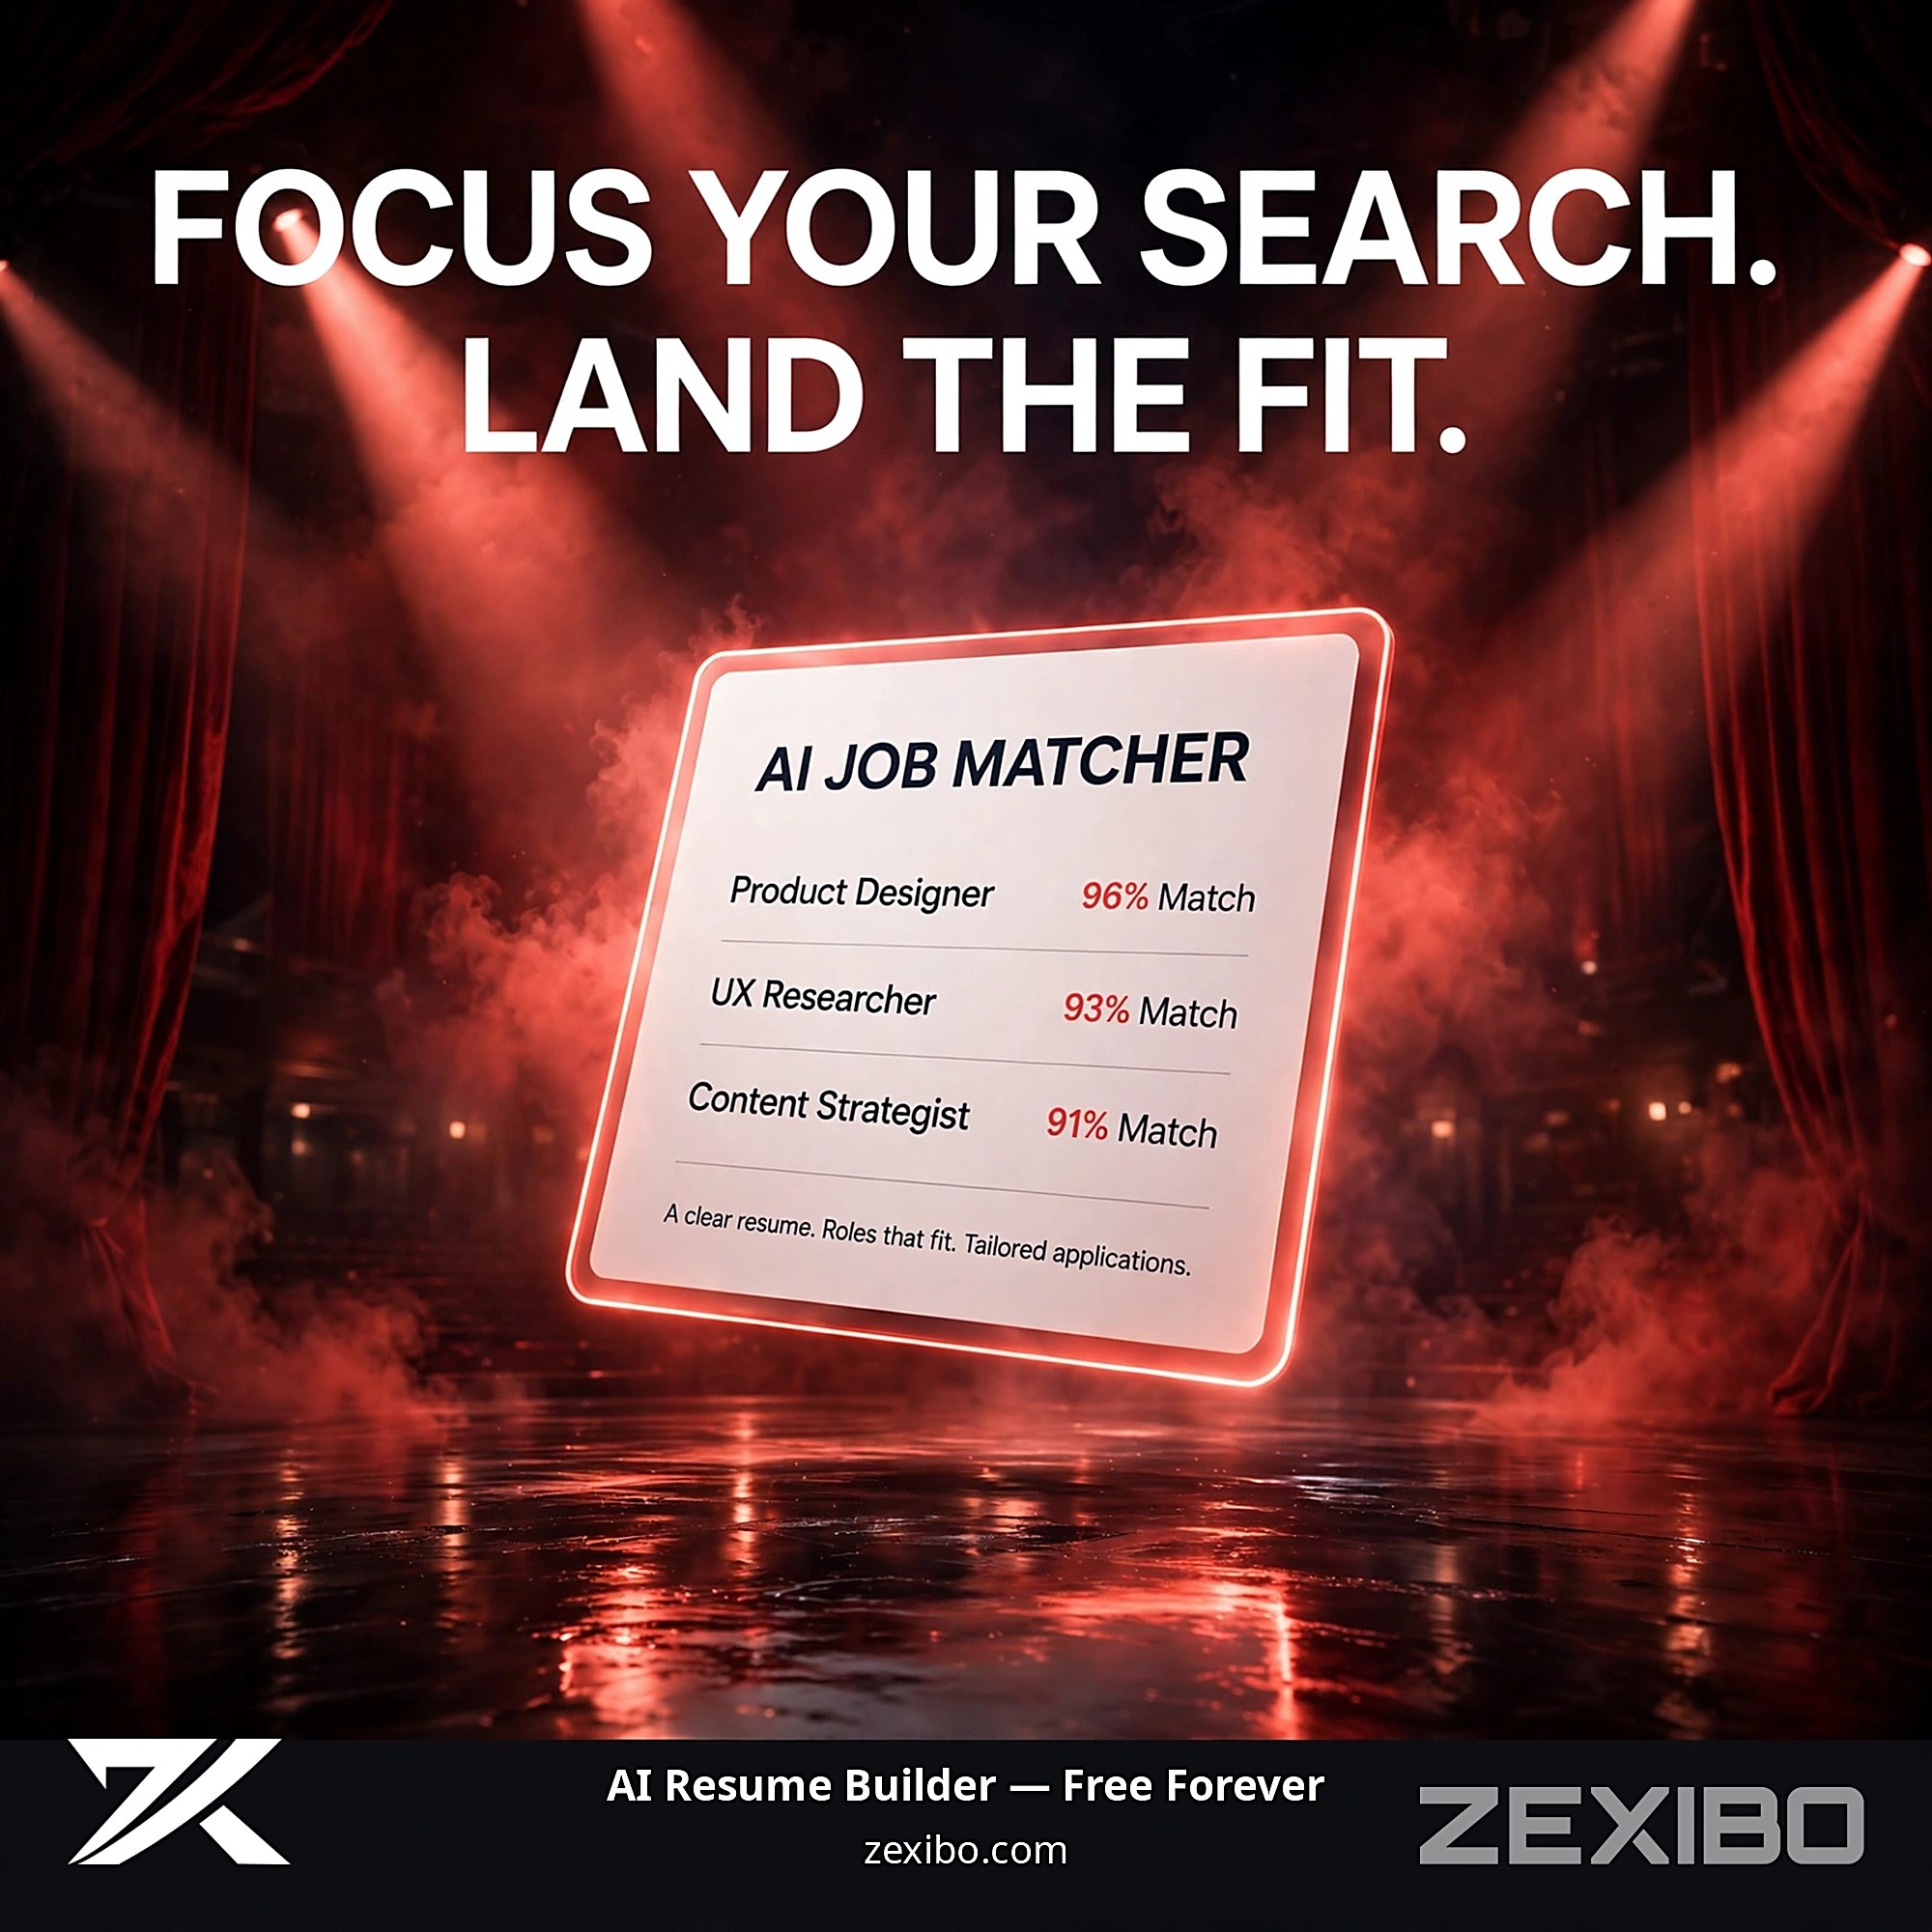 FOCUS YOUR SEARCH.
LAND THE FIT.
AI JOB MATCHER
Product Designer 96% Match
UX Researcher 93% Match
Content Strategist 91% Match
A clear resume. Roles that fit. Tailored applications.
AI Resume Builder — Free Forever
zexibo.com
ZEXIBO